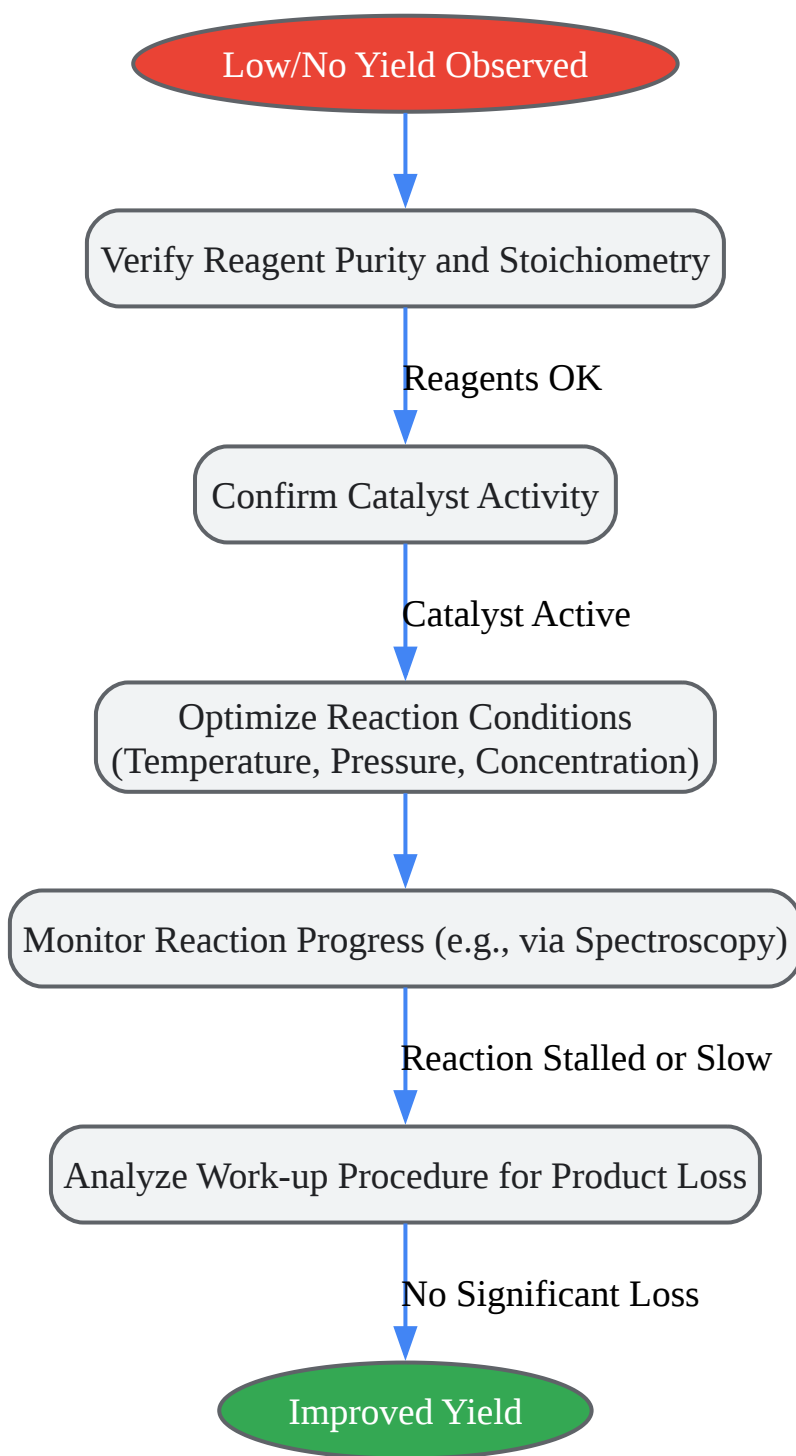 Low/No Yield Observed
Verify Reagent Purity and Stoichiometry
Reagents OK
Confirm Catalyst Activity
Catalyst Active
Optimize Reaction Conditions
(Temperature, Pressure, Concentration)
Monitor Reaction Progress (e.g., via Spectroscopy)
Reaction Stalled or Slow
Analyze Work-up Procedure for Product Loss
No Significant Loss
Improved Yield